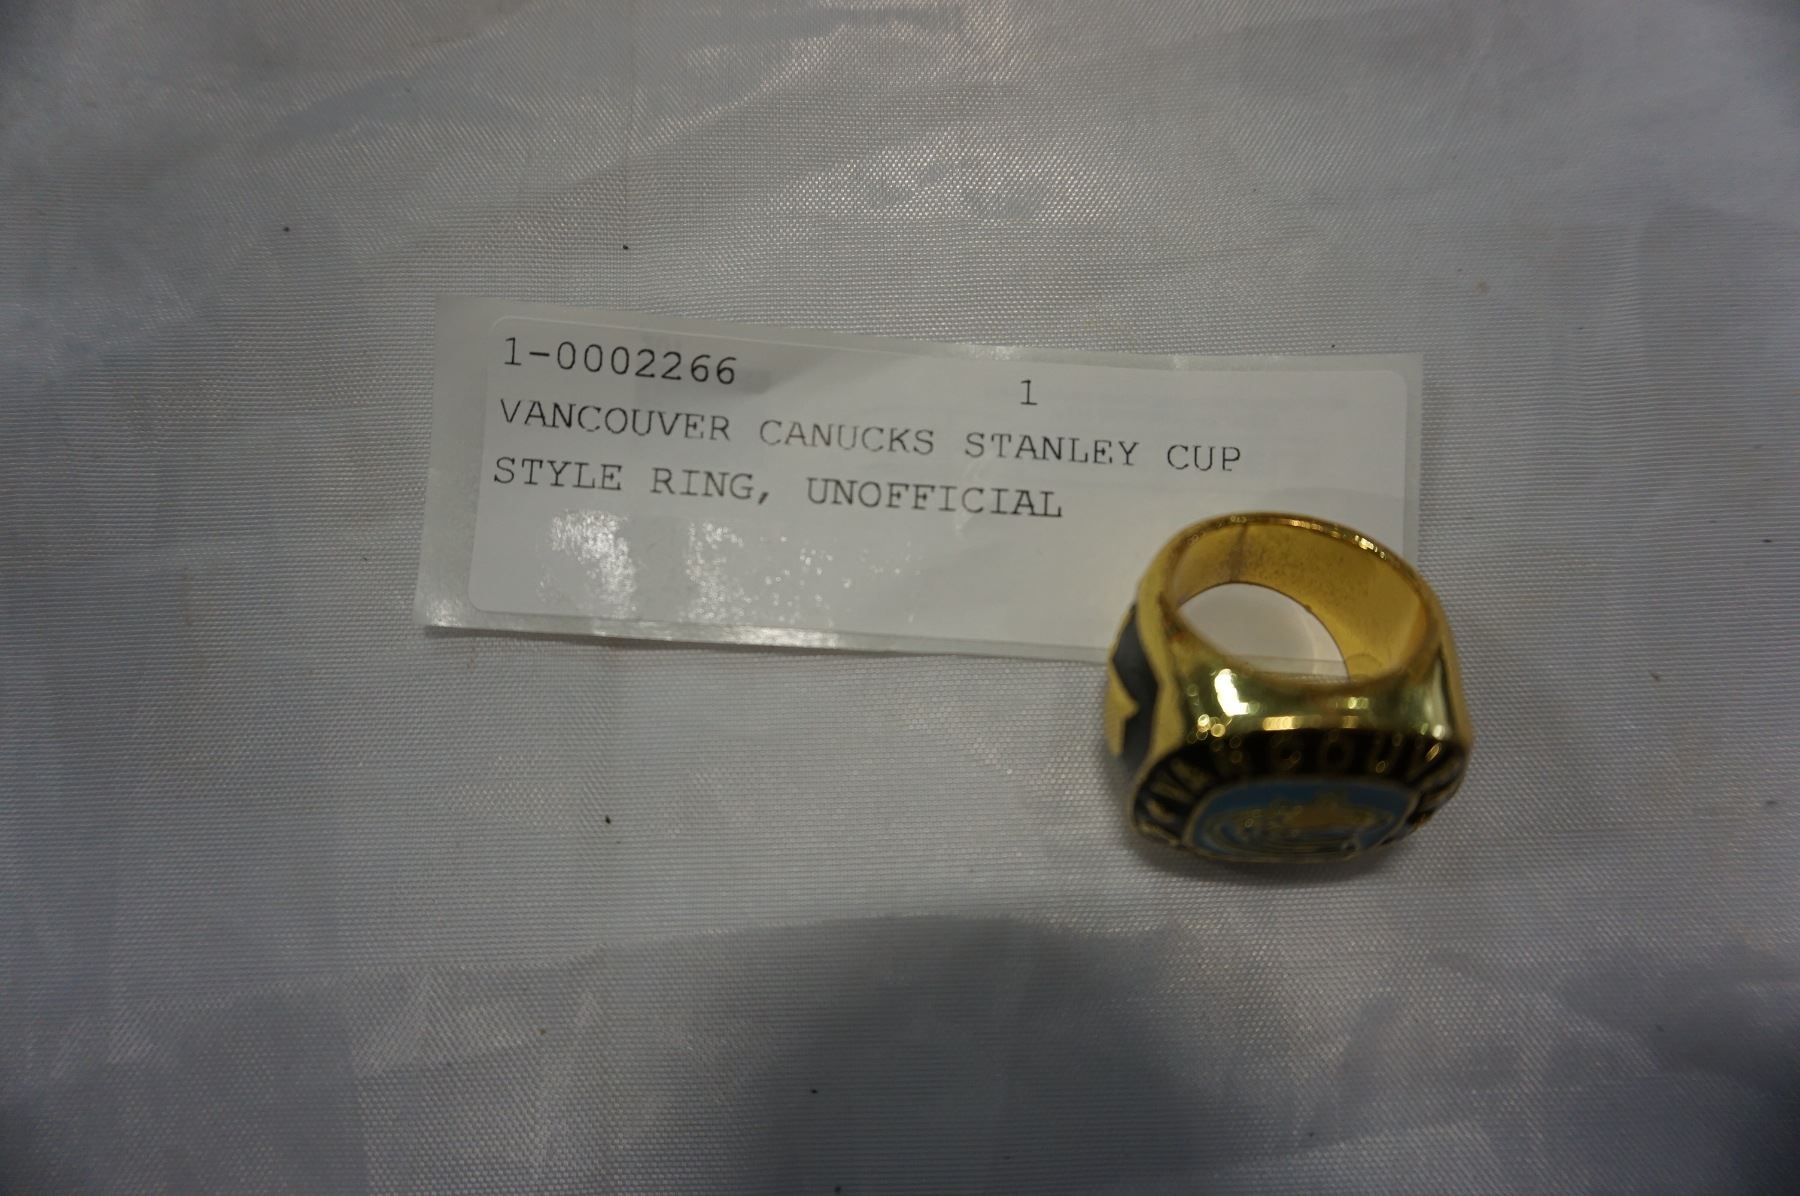 1-0002266 1
VANCOUVER CANUCKS STANLEY CUP
STYLE RING, UNOFFICIAL